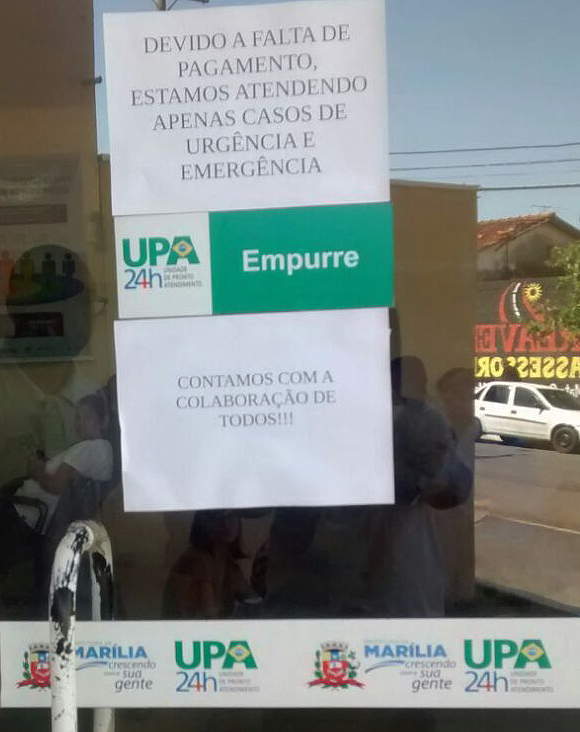 DEVIDO A FALTA DE
PAGAMENTO,
ESTAMOS ATENDENDO
APENAS CASOS DE
URGÊNCIA E
EMERGÊNCIA
UPA
24h
UNIDADE
DE PRONTO
ATENDIMENTO
Empurre
CONTAMOS COM A
COLABORAÇÃO DE
TODOS!!!
MARÍLIA
crescendo
sua
gente
UPA
24h
UNIDADE
DE PRONTO
ATENDIMENTO
MARÍLIA
crescendo
com a sua
gente
UPA
24h
UNIDADE
DE PRONTO
ATENDIMENTO